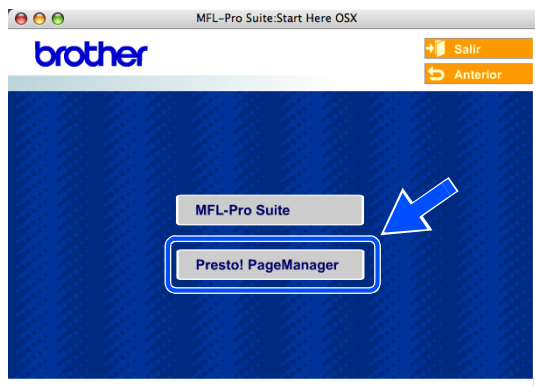 MFL-Pro Suite:Start Here OSX
brother
Salir
Anterior
MFL-Pro Suite
Presto! PageManager